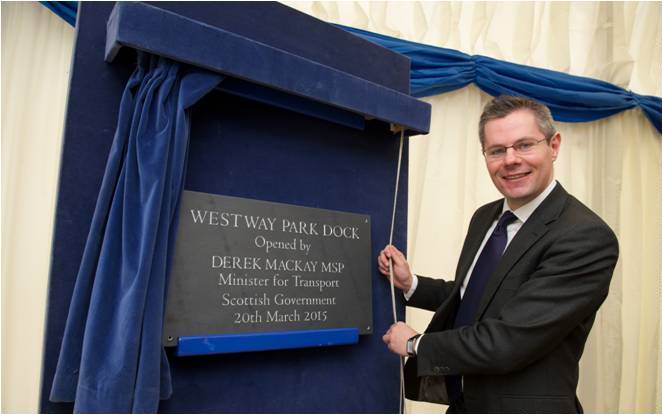 WESTWAY PARK DOCK
Opened by
DEREK MACKAY MSP
Minister for Transport
Scottish Government
20th March 2015